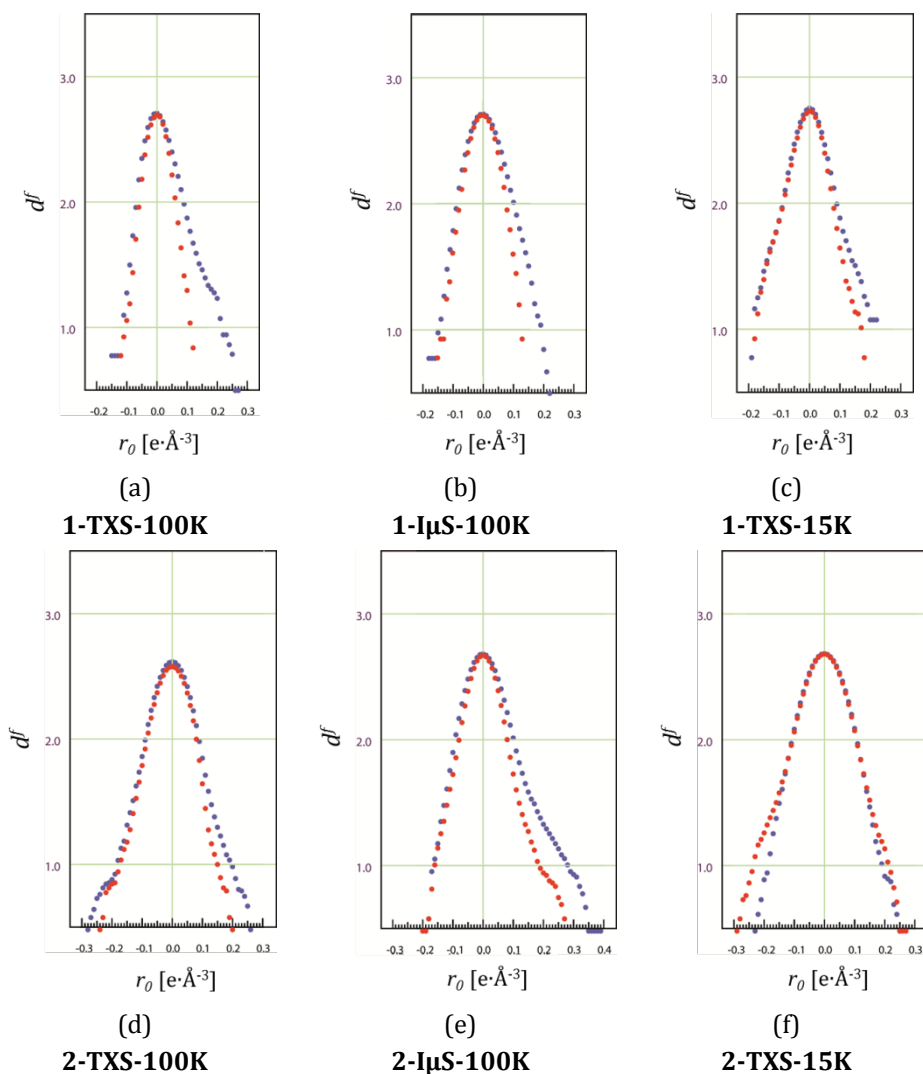 3.0
2.0
1.0
dᶠ
-0.2 -0.1 0.0 0.1 0.2 0.3
r₀ [e·Å⁻³]
(a)
1-TXS-100K
3.0
2.0
1.0
dᶠ
-0.2 -0.1 0.0 0.1 0.2 0.3
r₀ [e·Å⁻³]
(b)
1-IμS-100K
3.0
2.0
1.0
dᶠ
-0.2 -0.1 0.0 0.1 0.2 0.3
r₀ [e·Å⁻³]
(c)
1-TXS-15K
3.0
2.0
1.0
dᶠ
-0.3 -0.2 -0.1 0.0 0.1 0.2 0.3
r₀ [e·Å⁻³]
(d)
2-TXS-100K
3.0
2.0
1.0
dᶠ
-0.3 -0.2 -0.1 0.0 0.1 0.2 0.3 0.4
r₀ [e·Å⁻³]
(e)
2-IμS-100K
3.0
2.0
1.0
dᶠ
-0.3 -0.2 -0.1 0.0 0.1 0.2 0.3
r₀ [e·Å⁻³]
(f)
2-TXS-15K